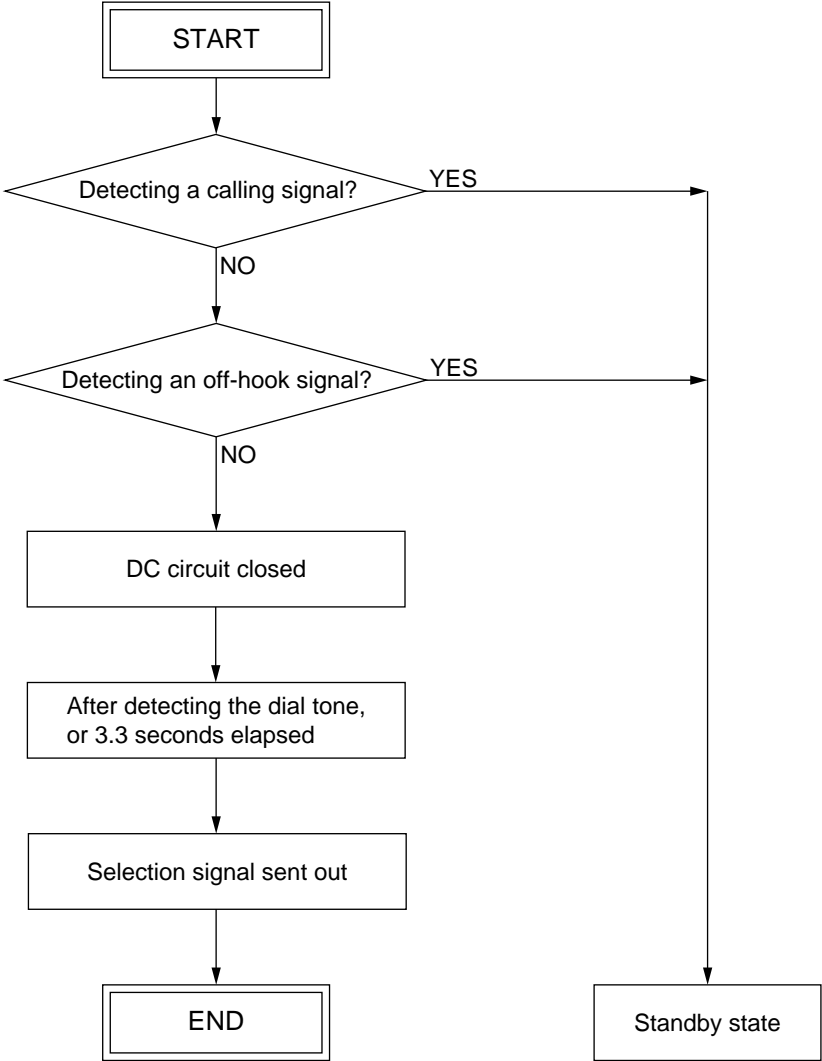 START
Detecting a calling signal?
YES
NO
Detecting an off-hook signal?
YES
NO
DC circuit closed
After detecting the dial tone,
or 3.3 seconds elapsed
Selection signal sent out
END
Standby state